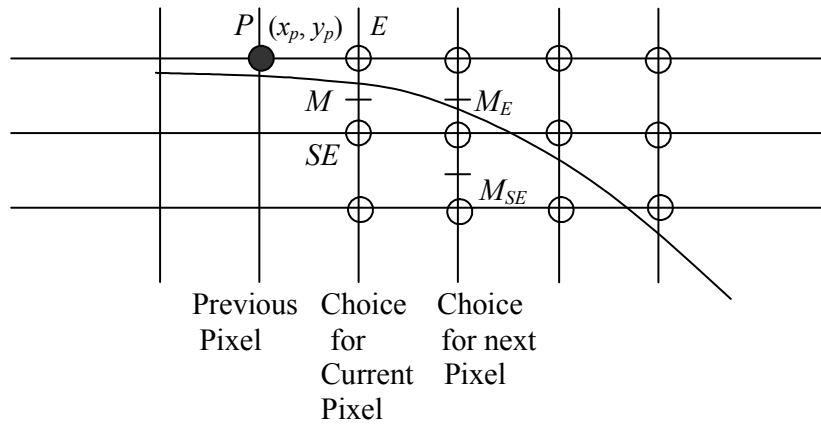 P (xp, yp) E
M ME
SE
MSE
Previous Choice Choice
Pixel for for next
Current Pixel
Pixel